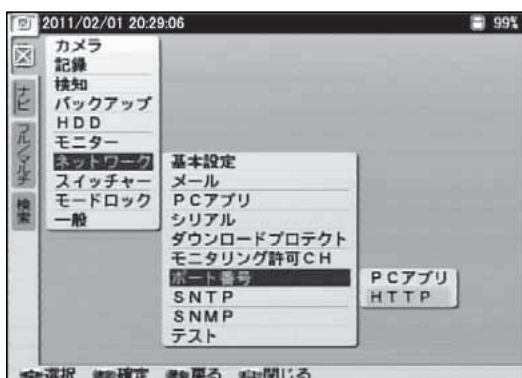 2011/02/01 20:29:06 99%
カメラ
記録
検知
バックアップ
HDD
モニター
ネットワーク
スイッチャー
モードロック
一般
ナビ
フル/マルチ
検索
基本設定
メール
PCアプリ
シリアル
ダウンロードプロテクト
モニタリング許可CH
ポート番号
SNTP
SNMP
テスト
PCアプリ
HTTP
選択 確定 戻る 閉じる